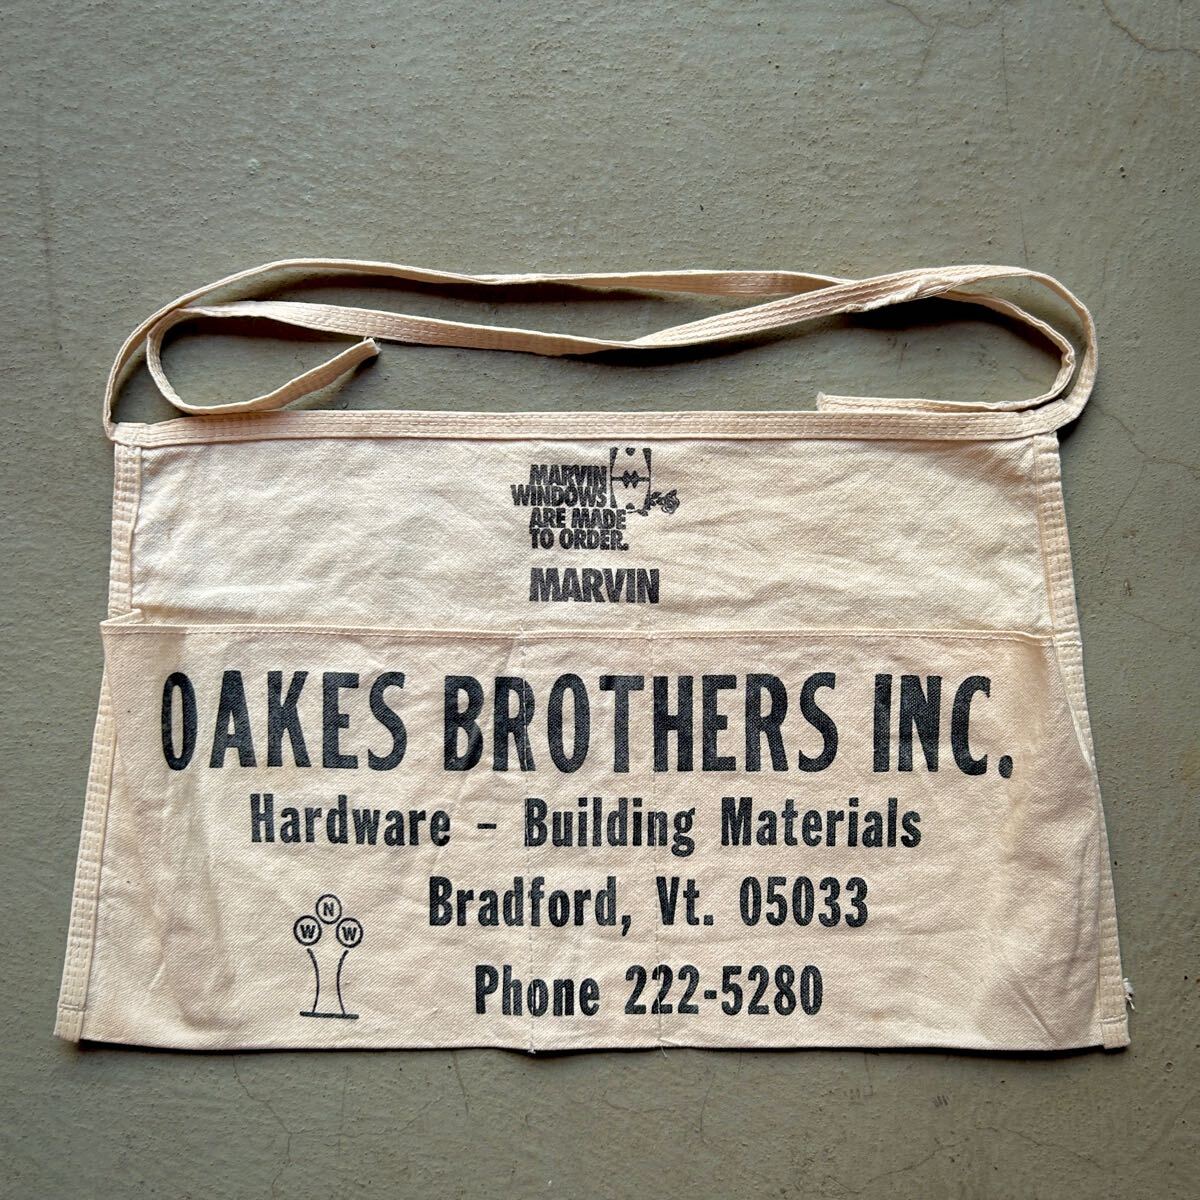 MARVIN
WINDOWS
ARE MADE
TO ORDER.
MARVIN
OAKES BROTHERS INC.
Hardware - Building Materials
Bradford, Vt. 05033
Phone 222-5280
N
W W